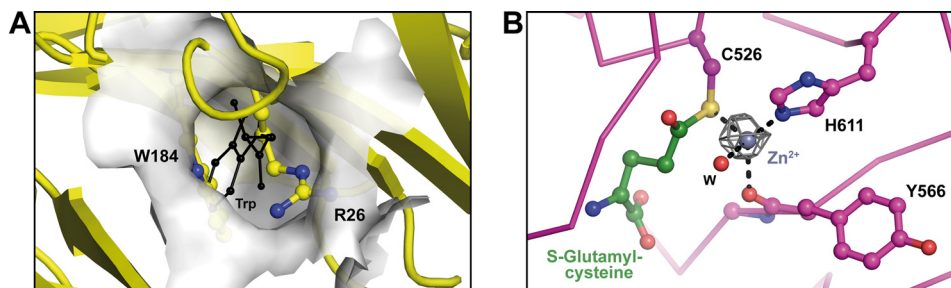 A
W184
Trp
R26
B
C526
H611
Zn²⁺
W
Y566
S-Glutamyl-
cysteine